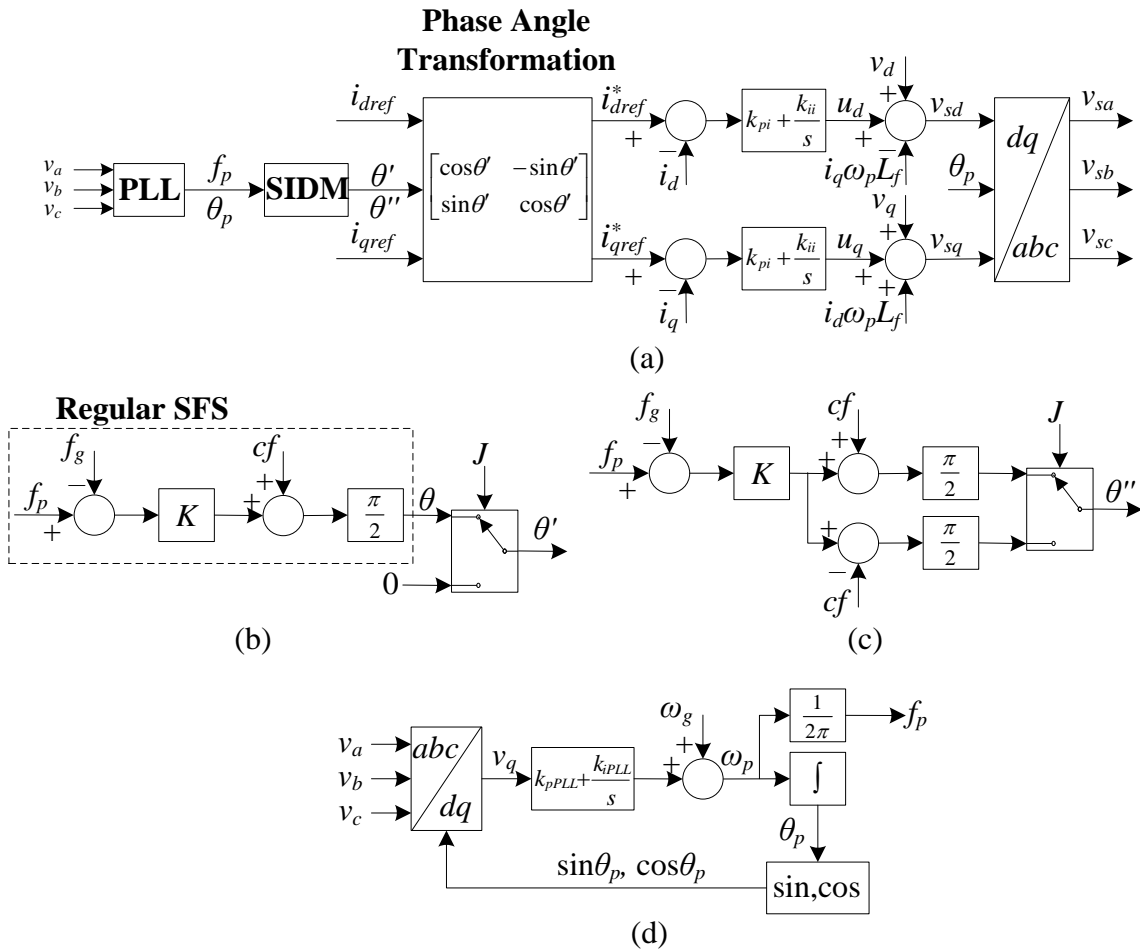 Phase Angle
Transformation
i_dref
i*_dref
+
−
i_d
k_pi + k_ii/s
u_d
+
v_d
+
−
i_q ω_p L_f
v_sd
dq
abc
θ_p
v_sa
v_sb
v_sc
v_a
v_b
v_c
PLL
f_p
θ_p
SIDM
θ'
θ''
cosθ' −sinθ'
sinθ' cosθ'
i_qref
i*_qref
+
−
i_q
k_pi + k_ii/s
u_q
+
v_q
+
+
i_d ω_p L_f
v_sq
(a)
Regular SFS
f_g
−
f_p
+
K
+
cf
+
π/2
θ
J
θ'
0
(b)
f_g
−
f_p
+
K
cf
+
+
π/2
J
θ''
+
−
cf
π/2
(c)
v_a
v_b
v_c
abc
dq
v_q
k_pPLL + k_iPLL/s
+
ω_g
+
ω_p
1/2π
f_p
∫
θ_p
sin,cos
sinθ_p, cosθ_p
(d)